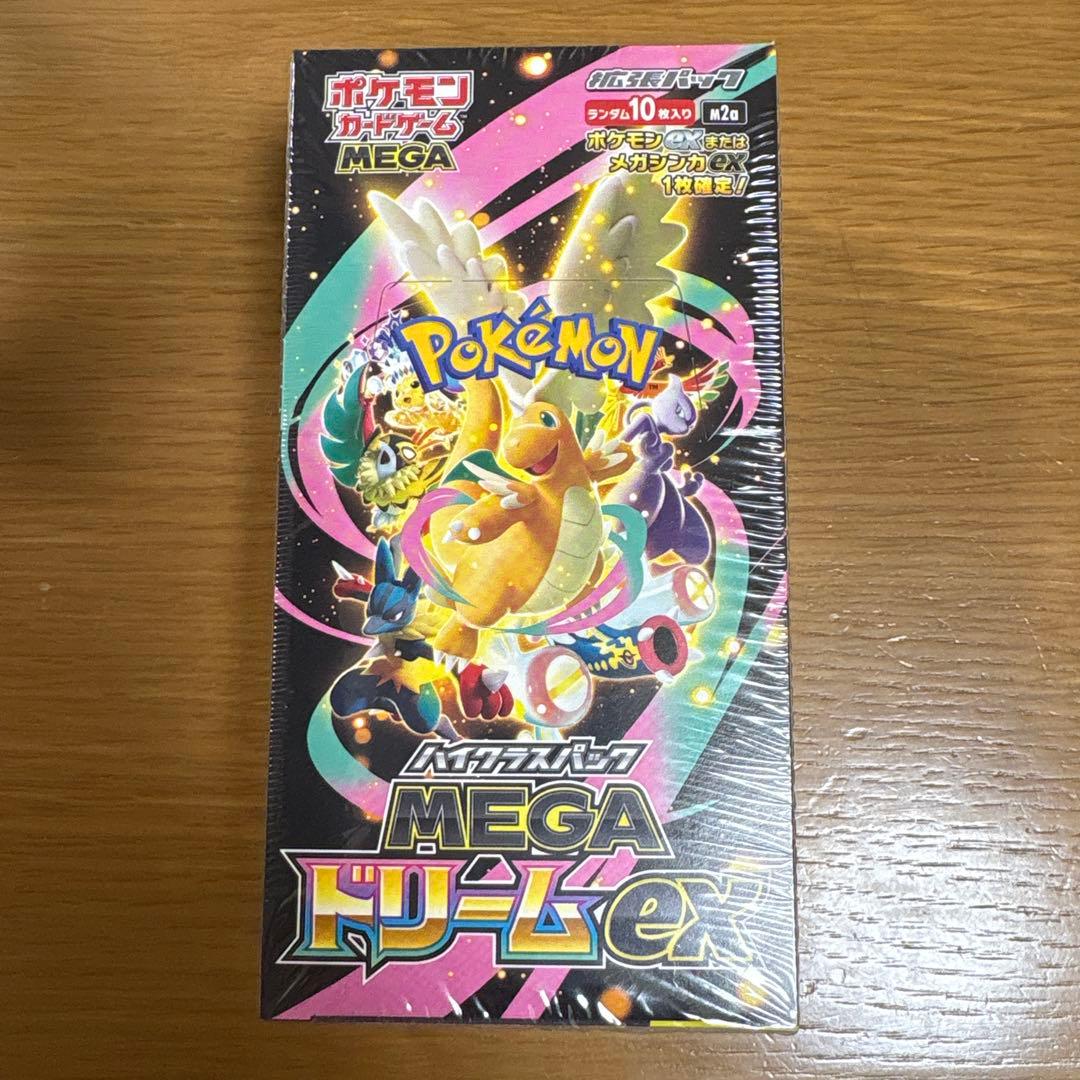 ポケモン
カードゲーム
MEGA
拡張パック
ランダム10枚入り M2a
ポケモンexまたは
メガシンカex
1枚確定!
POKéMON
TM
ハイクラスパック
MEGA
ドリームex